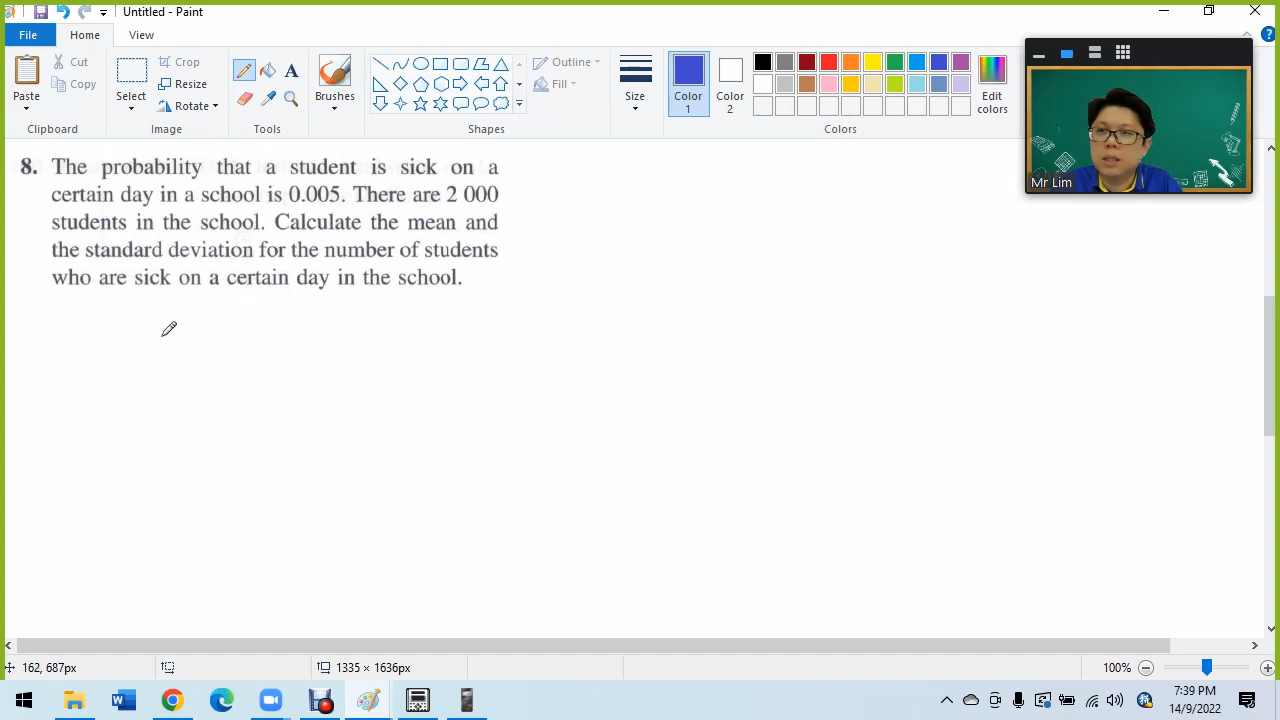 Untitled - Paint
File
Home
View
Paste
Cut
Copy
Clipboard
Select
Crop
Resize
Rotate
Image
A
Tools
Brushes
Outline
Fill
Shapes
Size
Color 1
Color 2
Edit colors
Colors
Mr Lim
8. The probability that a student is sick on a
certain day in a school is 0.005. There are 2 000
students in the school. Calculate the mean and
the standard deviation for the number of students
who are sick on a certain day in the school.
162, 687px
1335 × 1636px
100%
7:39 PM
14/9/2022